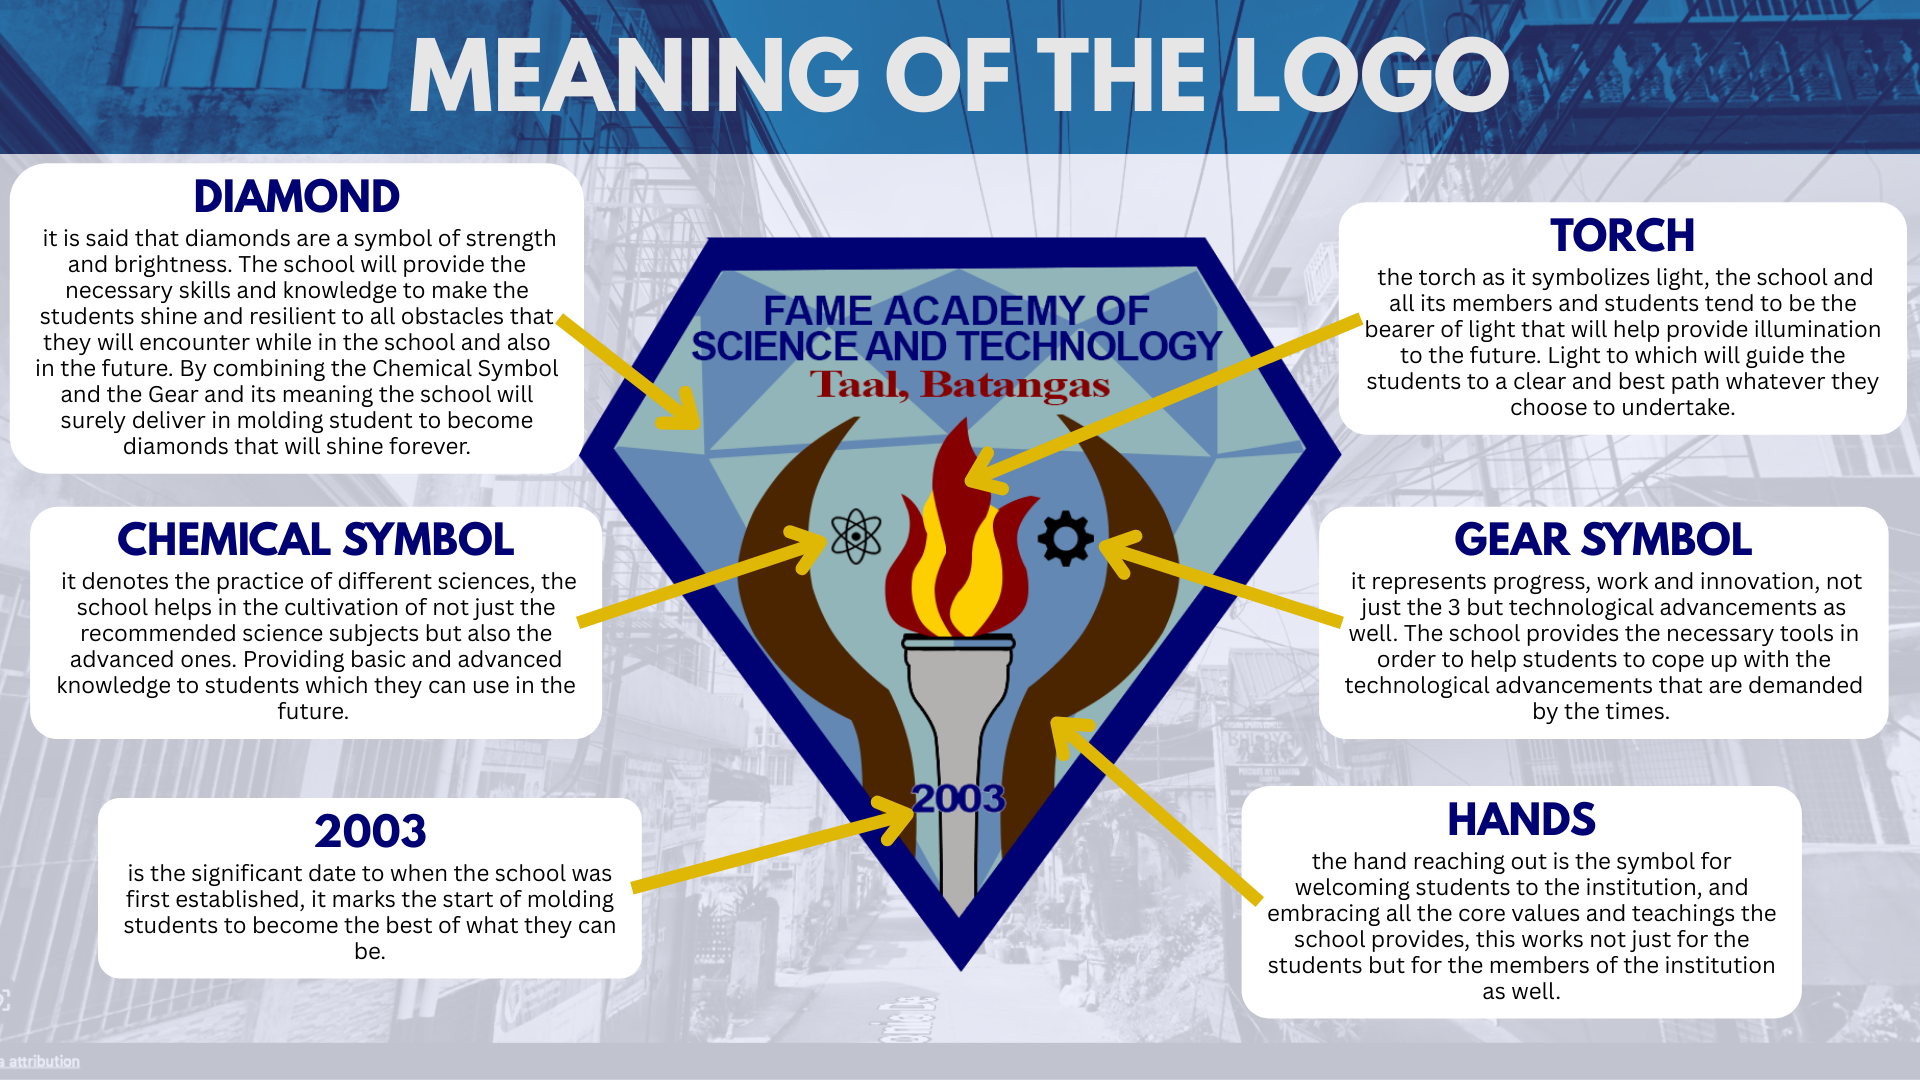 MEANING OF THE LOGO
DIAMOND
it is said that diamonds are a symbol of strength
and brightness. The school will provide the
necessary skills and knowledge to make the
students shine and resilient to all obstacles that
they will encounter while in the school and also
in the future. By combining the Chemical Symbol
and the Gear and its meaning the school will
surely deliver in molding student to become
diamonds that will shine forever.
CHEMICAL SYMBOL
it denotes the practice of different sciences, the
school helps in the cultivation of not just the
recommended science subjects but also the
advanced ones. Providing basic and advanced
knowledge to students which they can use in the
future.
2003
is the significant date to when the school was
first established, it marks the start of molding
students to become the best of what they can
be.
FAME ACADEMY OF
SCIENCE AND TECHNOLOGY
Taal, Batangas
2003
TORCH
the torch as it symbolizes light, the school and
all its members and students tend to be the
bearer of light that will help provide illumination
to the future. Light to which will guide the
students to a clear and best path whatever they
choose to undertake.
GEAR SYMBOL
it represents progress, work and innovation, not
just the 3 but technological advancements as
well. The school provides the necessary tools in
order to help students to cope up with the
technological advancements that are demanded
by the times.
HANDS
the hand reaching out is the symbol for
welcoming students to the institution, and
embracing all the core values and teachings the
school provides, this works not just for the
students but for the members of the institution
as well.
attribution